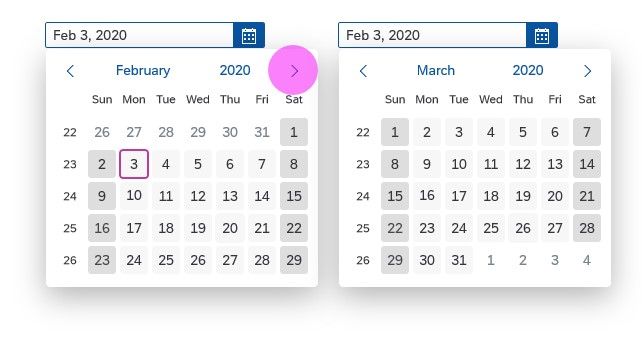 Feb 3, 2020
February 2020
Sun Mon Tue Wed Thu Fri Sat
22 26 27 28 29 30 31 1
23 2 3 4 5 6 7 8
24 9 10 11 12 13 14 15
25 16 17 18 19 20 21 22
26 23 24 25 26 27 28 29
Feb 3, 2020
March 2020
Sun Mon Tue Wed Thu Fri Sat
22 1 2 3 4 5 6 7
23 8 9 10 11 12 13 14
24 15 16 17 18 19 20 21
25 22 23 24 25 26 27 28
26 29 30 31 1 2 3 4